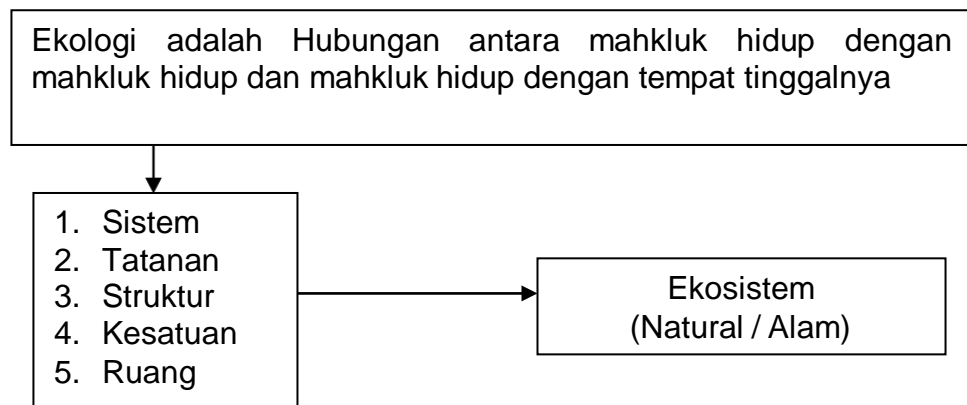 Ekologi adalah Hubungan antara mahkluk hidup dengan
mahkluk hidup dan mahkluk hidup dengan tempat tinggalnya
1. Sistem
2. Tatanan
3. Struktur
4. Kesatuan
5. Ruang
Ekosistem
(Natural / Alam)